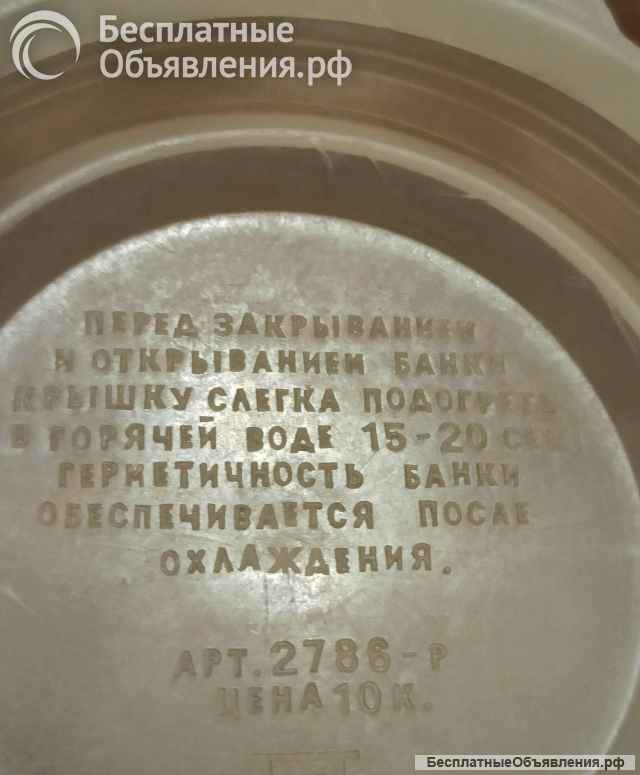 Бесплатные
Объявления.рф
ПЕРЕД ЗАКРЫВАНИЕМ
И ОТКРЫВАНИЕМ БАНКИ
КРЫШКУ СЛЕГКА ПОДОГРЕТЬ
В ГОРЯЧЕЙ ВОДЕ 15-20 СЕК.
ГЕРМЕТИЧНОСТЬ БАНКИ
ОБЕСПЕЧИВАЕТСЯ ПОСЛЕ
ОХЛАЖДЕНИЯ.
АРТ.2786-Р
ЦЕНА 10 К.
БесплатныеОбъявления.рф